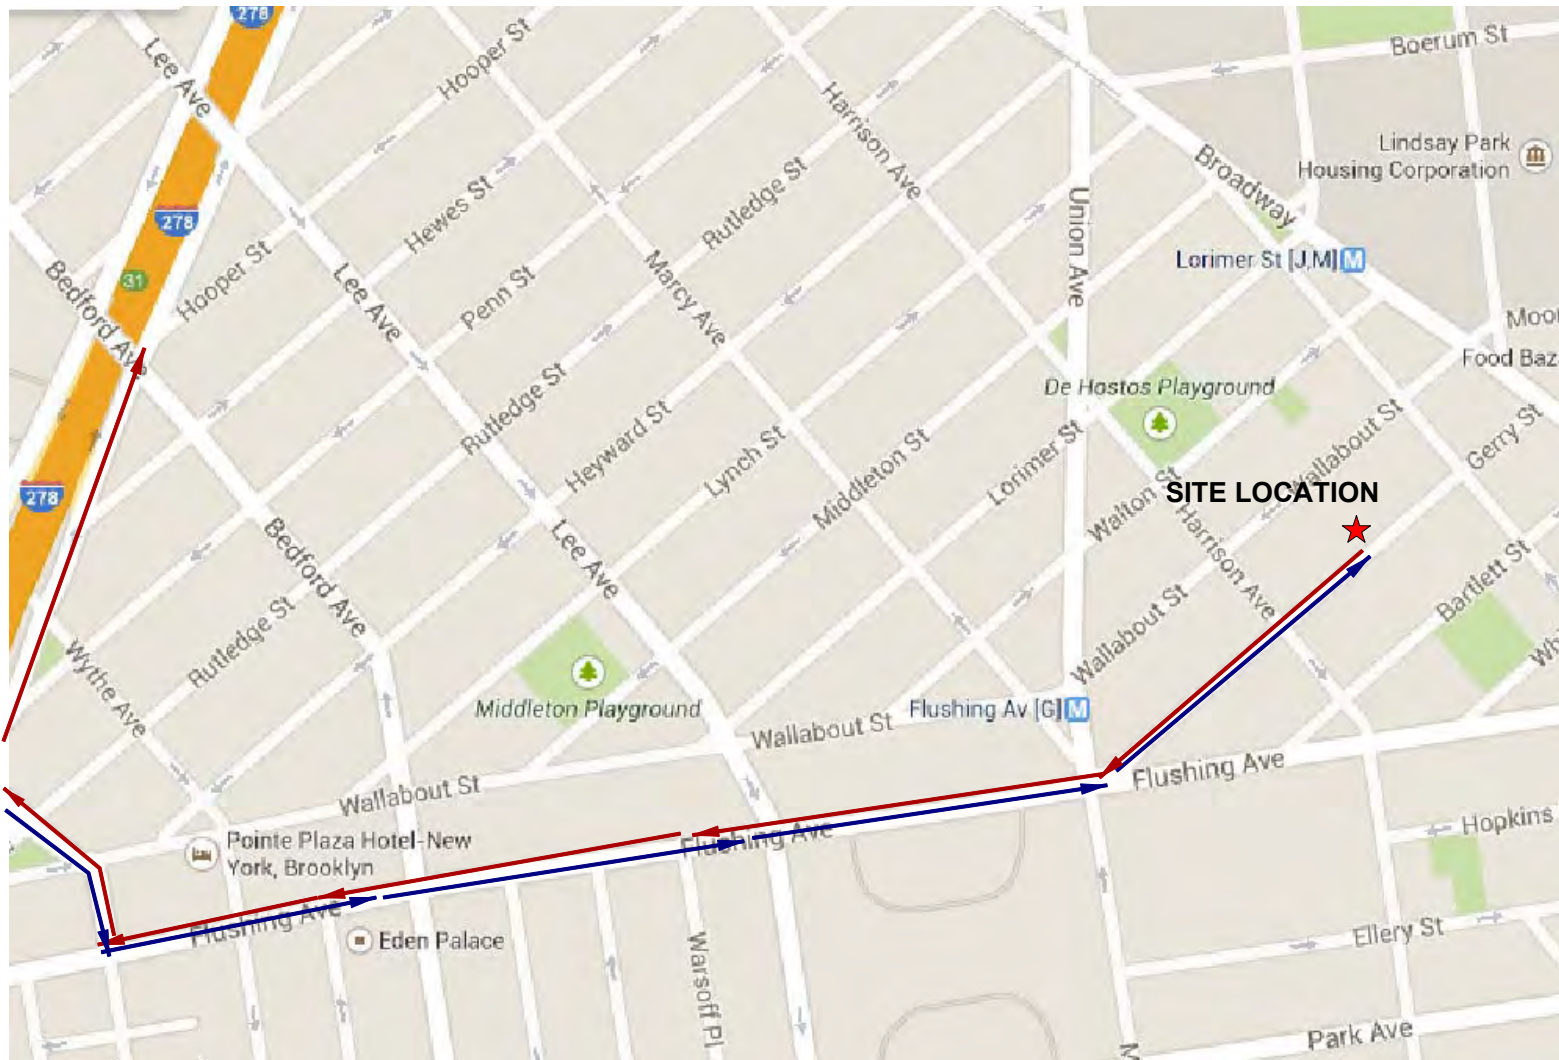 278
Lee Ave
Hooper St
Boerum St
Harrison Ave
Lindsay Park
Housing Corporation
Broadway
278
Hewes St
Rutledge St
Union Ave
Lorimer St [J,M] M
31
Hooper St
Bedford Ave
Lee Ave
Penn St
Marcy Ave
Food Baz
De Hostos Playground
Rutledge St
Heyward St
Lynch St
Middleton St
Lorimer St
Walton St
Wallabout St
Gerry St
278
SITE LOCATION
Bedford Ave
Lee Ave
Harrison Ave
Bartlett St
Rutledge St
Wythe Ave
Wallabout St
Middleton Playground
Flushing Av [G] M
Wallabout St
Flushing Ave
Wallabout St
Hopkins
Pointe Plaza Hotel-New
York, Brooklyn
Flushing Ave
Flushing Ave
Eden Palace
Warsoff Pl
Ellery St
Park Ave